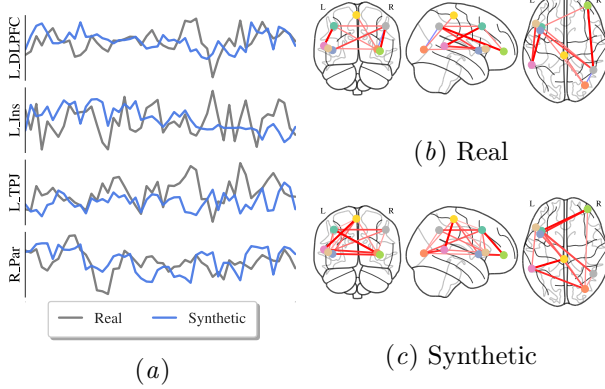 L_DLPFC
L_Ins
L_TPJ
R_Par
Real
Synthetic
(a)
L
R
L
R
(b) Real
L
R
L
R
(c) Synthetic